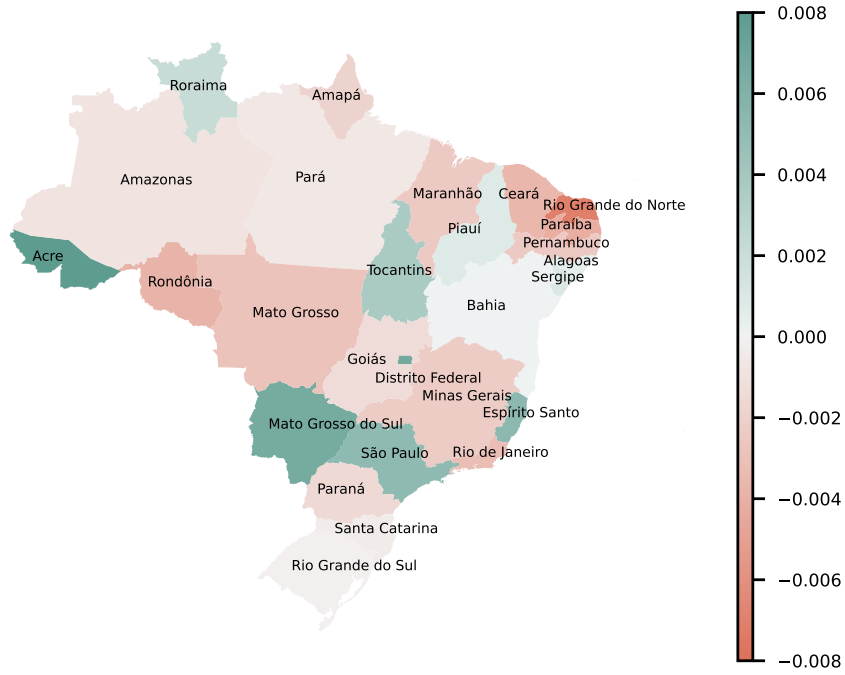 Roraima
Amapá
Amazonas
Pará
Maranhão
Ceará
Rio Grande do Norte
Piauí
Paraíba
Pernambuco
Acre
Alagoas
Tocantins
Sergipe
Rondônia
Bahia
Mato Grosso
Goiás
Distrito Federal
Minas Gerais
Espírito Santo
Mato Grosso do Sul
São Paulo
Rio de Janeiro
Paraná
Santa Catarina
Rio Grande do Sul
0.008
0.006
0.004
0.002
0.000
−0.002
−0.004
−0.006
−0.008